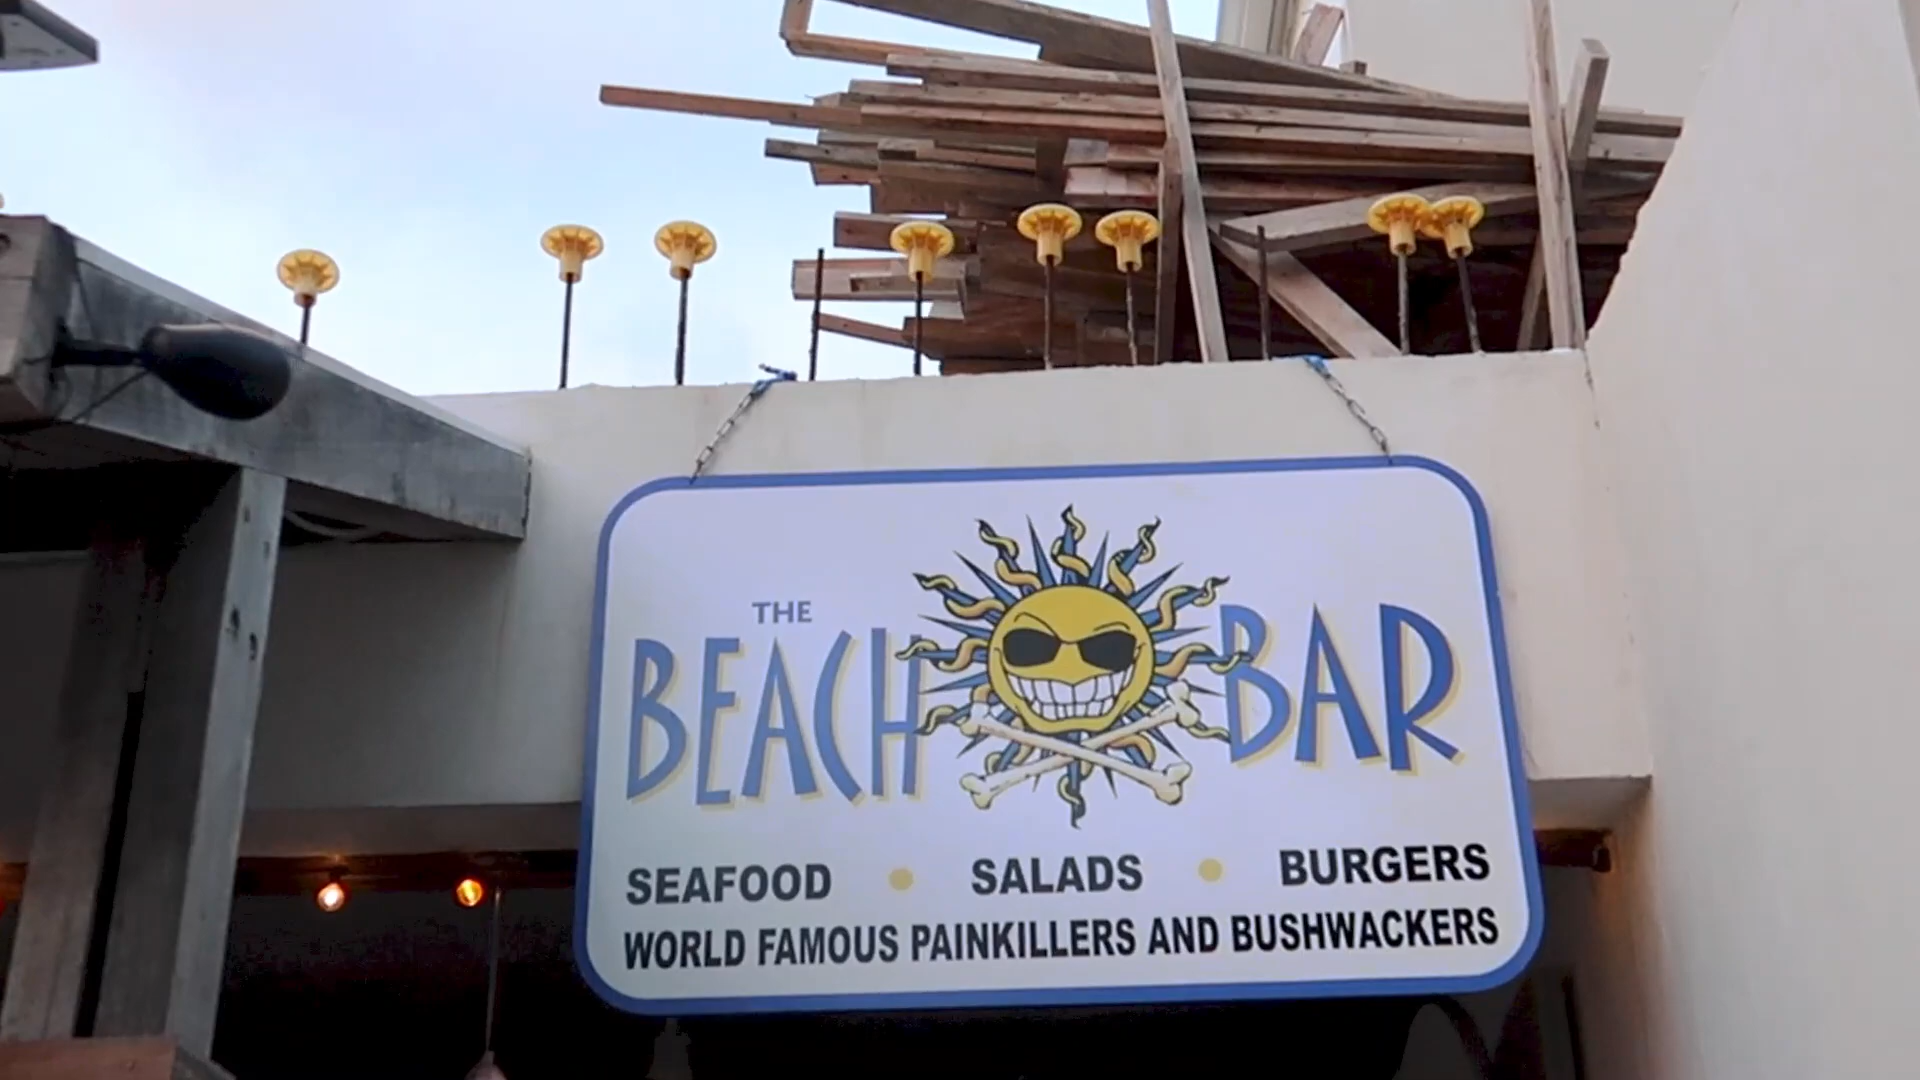 THE
BEACH BAR
SEAFOOD • SALADS • BURGERS
WORLD FAMOUS PAINKILLERS AND BUSHWACKERS